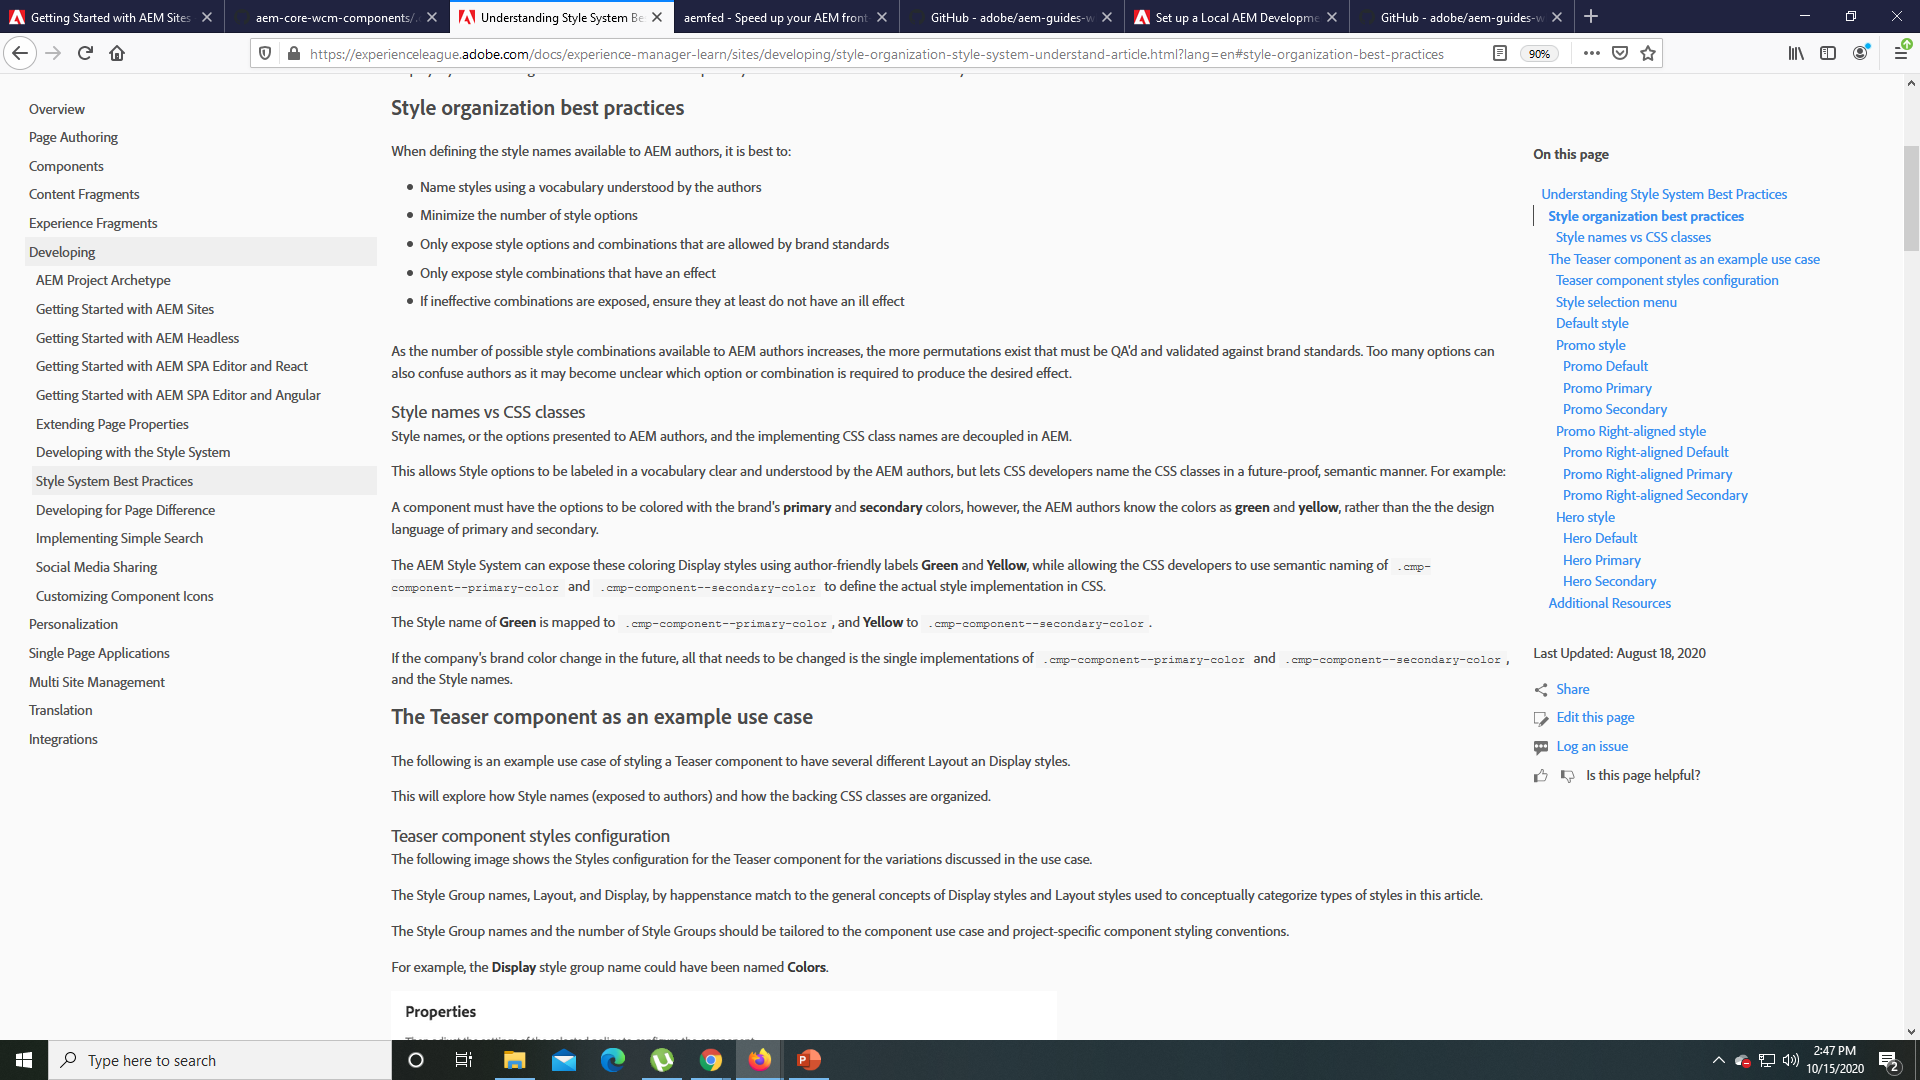 Getting Started with AEM Sites
aem-core-wcm-components/.
Understanding Style System Be
aemfed - Speed up your AEM front
GitHub - adobe/aem-guides-w
Set up a Local AEM Developme
GitHub - adobe/aem-guides-w
https://experienceleague.adobe.com/docs/experience-manager-learn/sites/developing/style-organization-style-system-understand-article.html?lang=en#style-organization-best-practices
90%
Overview
Page Authoring
Components
Content Fragments
Experience Fragments
Developing
AEM Project Archetype
Getting Started with AEM Sites
Getting Started with AEM Headless
Getting Started with AEM SPA Editor and React
Getting Started with AEM SPA Editor and Angular
Extending Page Properties
Developing with the Style System
Style System Best Practices
Developing for Page Difference
Implementing Simple Search
Social Media Sharing
Customizing Component Icons
Personalization
Single Page Applications
Multi Site Management
Translation
Integrations
Style organization best practices
When defining the style names available to AEM authors, it is best to:
Name styles using a vocabulary understood by the authors
Minimize the number of style options
Only expose style options and combinations that are allowed by brand standards
Only expose style combinations that have an effect
If ineffective combinations are exposed, ensure they at least do not have an ill effect
As the number of possible style combinations available to AEM authors increases, the more permutations exist that must be QA'd and validated against brand standards. Too many options can
also confuse authors as it may become unclear which option or combination is required to produce the desired effect.
Style names vs CSS classes
Style names, or the options presented to AEM authors, and the implementing CSS class names are decoupled in AEM.
This allows Style options to be labeled in a vocabulary clear and understood by the AEM authors, but lets CSS developers name the CSS classes in a future-proof, semantic manner. For example:
A component must have the options to be colored with the brand's primary and secondary colors, however, the AEM authors know the colors as green and yellow, rather than the the design
language of primary and secondary.
The AEM Style System can expose these coloring Display styles using author-friendly labels Green and Yellow, while allowing the CSS developers to use semantic naming of .cmp-
component--primary-color and .cmp-component--secondary-color to define the actual style implementation in CSS.
The Style name of Green is mapped to .cmp-component--primary-color, and Yellow to .cmp-component--secondary-color.
If the company's brand color change in the future, all that needs to be changed is the single implementations of .cmp-component--primary-color and .cmp-component--secondary-color,
and the Style names.
The Teaser component as an example use case
The following is an example use case of styling a Teaser component to have several different Layout an Display styles.
This will explore how Style names (exposed to authors) and how the backing CSS classes are organized.
Teaser component styles configuration
The following image shows the Styles configuration for the Teaser component for the variations discussed in the use case.
The Style Group names, Layout, and Display, by happenstance match to the general concepts of Display styles and Layout styles used to conceptually categorize types of styles in this article.
The Style Group names and the number of Style Groups should be tailored to the component use case and project-specific component styling conventions.
For example, the Display style group name could have been named Colors.
Properties
On this page
Understanding Style System Best Practices
Style organization best practices
Style names vs CSS classes
The Teaser component as an example use case
Teaser component styles configuration
Style selection menu
Default style
Promo style
Promo Default
Promo Primary
Promo Secondary
Promo Right-aligned style
Promo Right-aligned Default
Promo Right-aligned Primary
Promo Right-aligned Secondary
Hero style
Hero Default
Hero Primary
Hero Secondary
Additional Resources
Last Updated: August 18, 2020
Share
Edit this page
Log an issue
Is this page helpful?
Type here to search
2:47 PM
10/15/2020
2